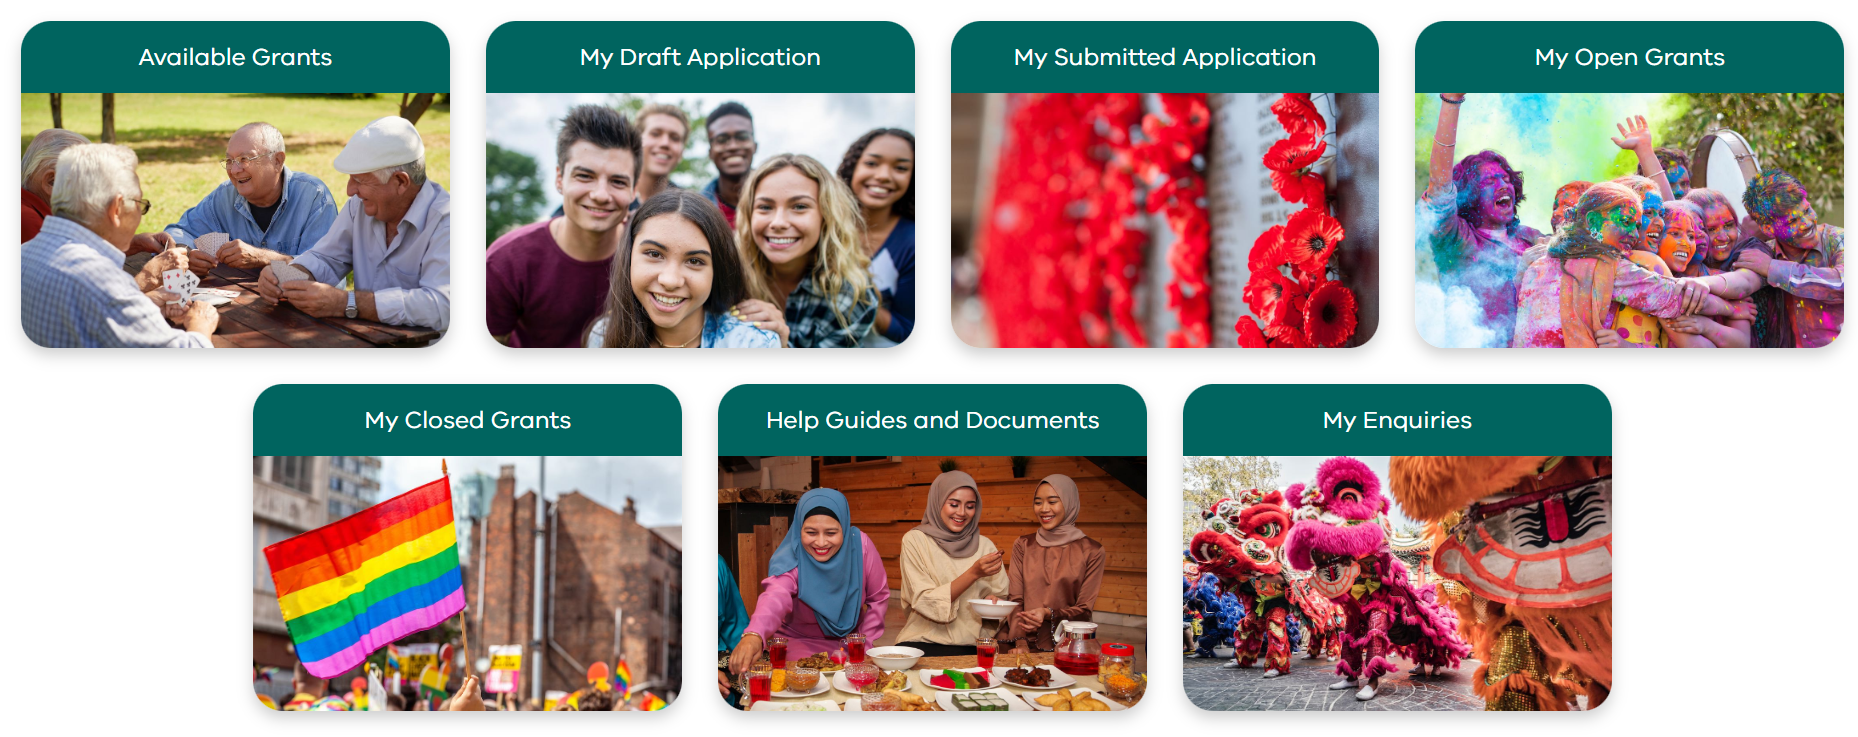 Available Grants
My Draft Application
My Submitted Application
My Open Grants
My Closed Grants
Help Guides and Documents
My Enquiries